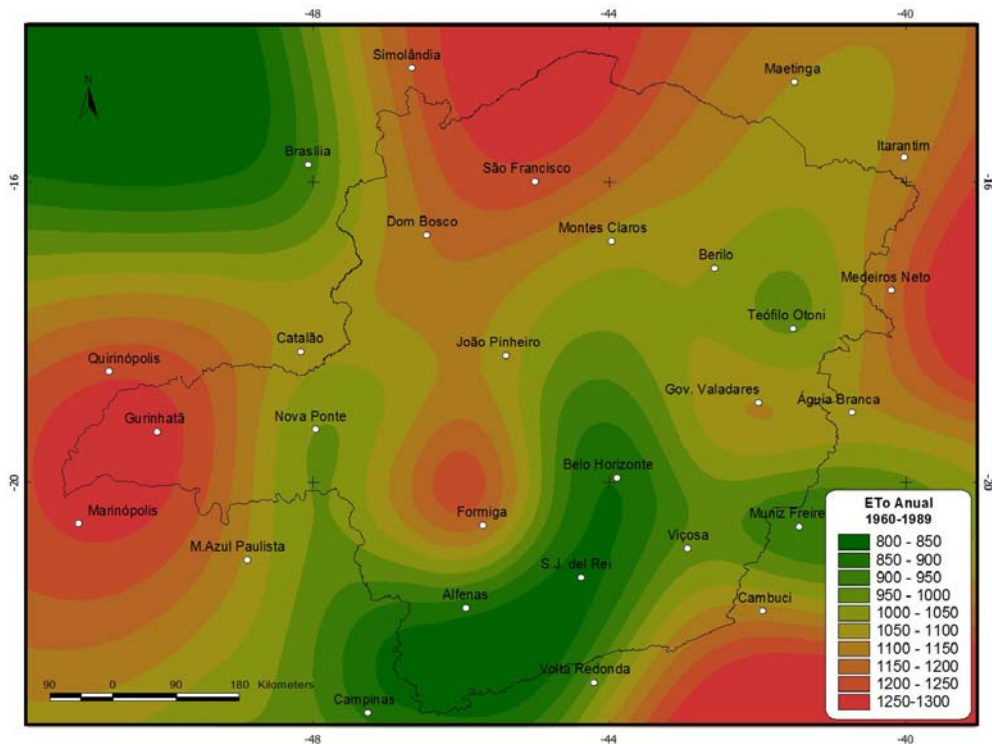 -48
-44
-40
Simolândia
Maetinga
N
Brasília
Itarantim
São Francisco
-16
-16
Dom Bosco
Montes Claros
Berilo
Medeiros Neto
Teófilo Otoni
Catalão
João Pinheiro
Quirinópolis
Gov. Valadares
Águia Branca
Gurinhatã
Nova Ponte
Belo Horizonte
-20
-20
Marinópolis
Formiga
Muniz Freire
M.Azul Paulista
Viçosa
S.J. del Rei
Alfenas
Cambuci
Volta Redonda
Campinas
90 0 90 180 Kilometers
-48
-44
-40
ETo Anual
1960-1989
800 - 850
850 - 900
900 - 950
950 - 1000
1000 - 1050
1050 - 1100
1100 - 1150
1150 - 1200
1200 - 1250
1250-1300